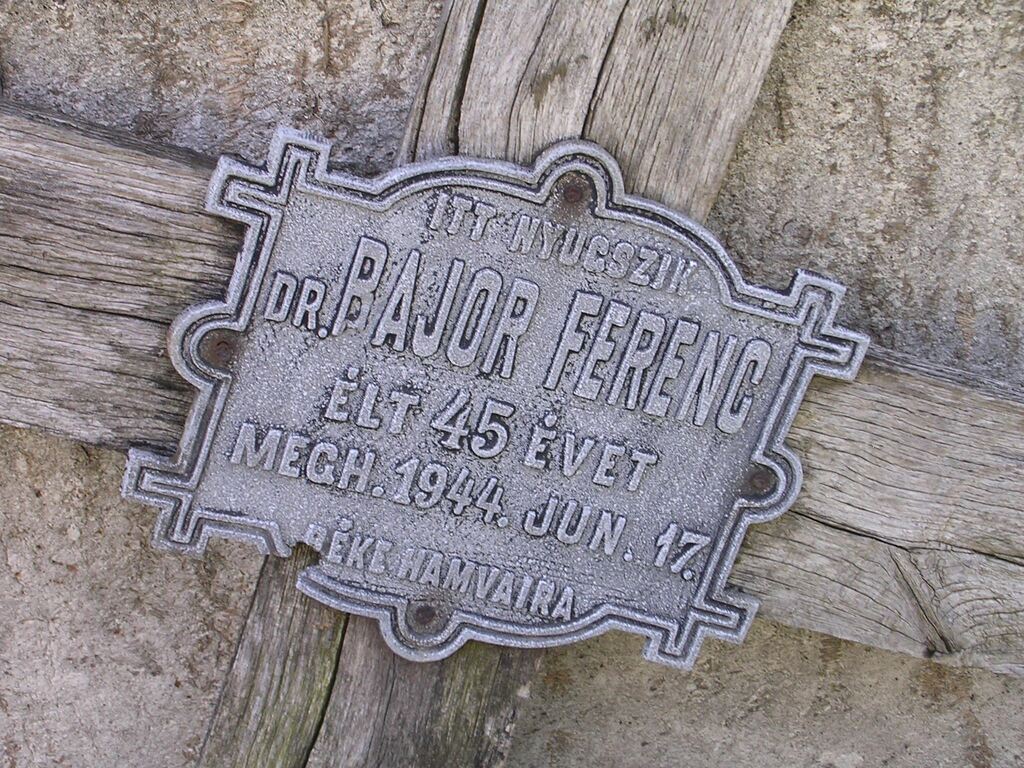 ITT NYUGSZIK
DR. BAJOR FERENC
ÉLT 45 ÉVET
MEGH. 1944. JUN. 17.
BÉKE HAMVAIRA